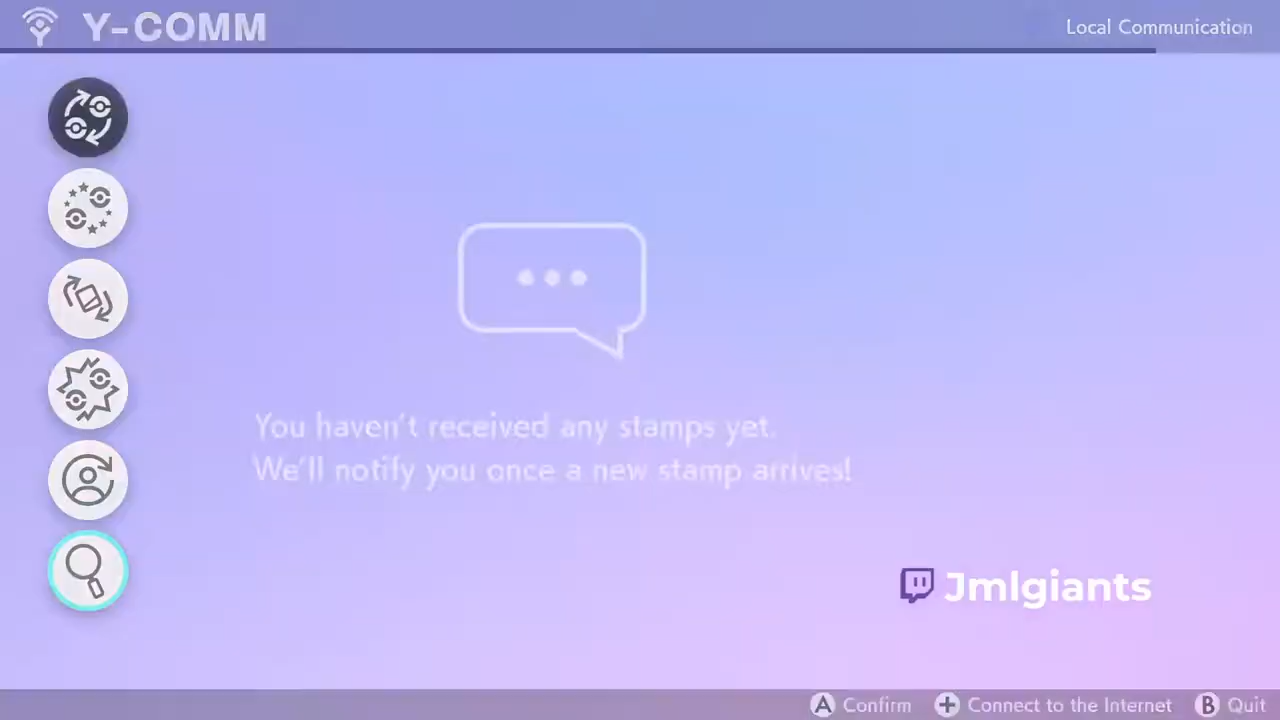 Y-COMM
Local Communication
You haven't received any stamps yet.
We'll notify you once a new stamp arrives!
Jmlgiants
A Confirm + Connect to the Internet B Quit